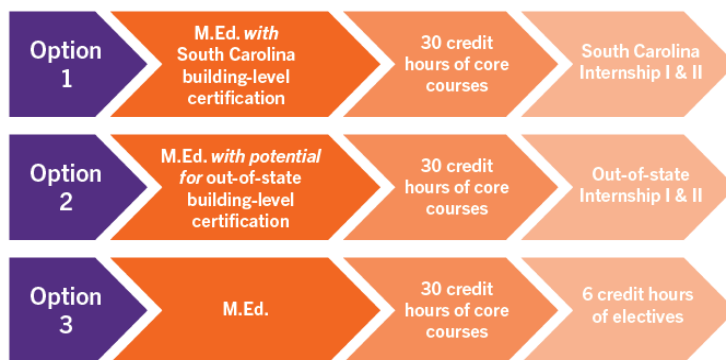 Option
1
M.Ed. with
South Carolina
building-level
certification
30 credit
hours of core
courses
South Carolina
Internship I & II
Option
2
M.Ed. with potential
for out-of-state
building-level
certification
30 credit
hours of core
courses
Out-of-state
Internship I & II
Option
3
M.Ed.
30 credit
hours of core
courses
6 credit hours
of electives